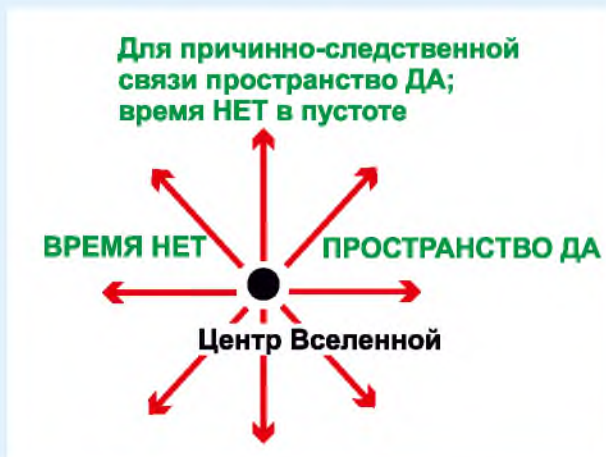 Для причинно-следственной
связи пространство ДА;
время НЕТ в пустоте
ВРЕМЯ НЕТ
ПРОСТРАНСТВО ДА
Центр Вселенной